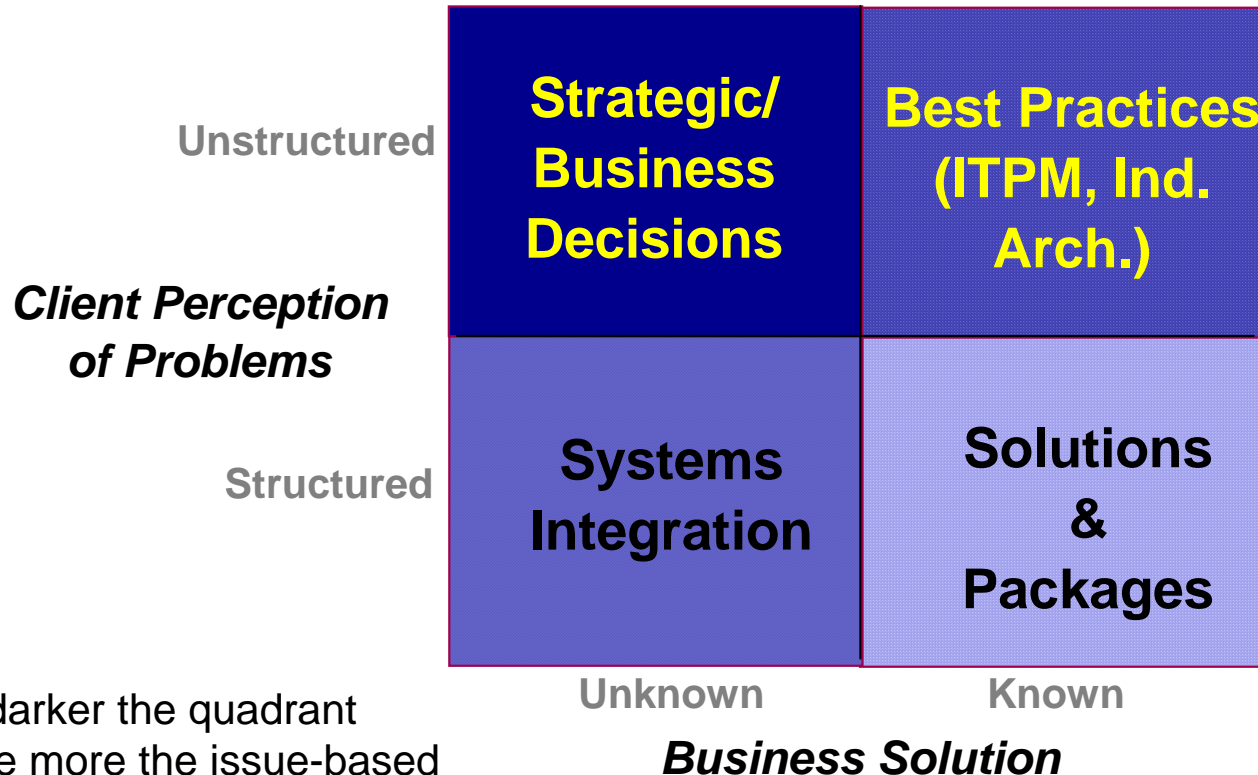 Strategic/
Business
Decisions
Best Practices
(ITPM, Ind.
Arch.)
Unstructured
Client Perception
of Problems
Structured
Systems
Integration
Solutions
&
Packages
Unknown
Known
Business Solution
darker the quadrant
more the issue-based